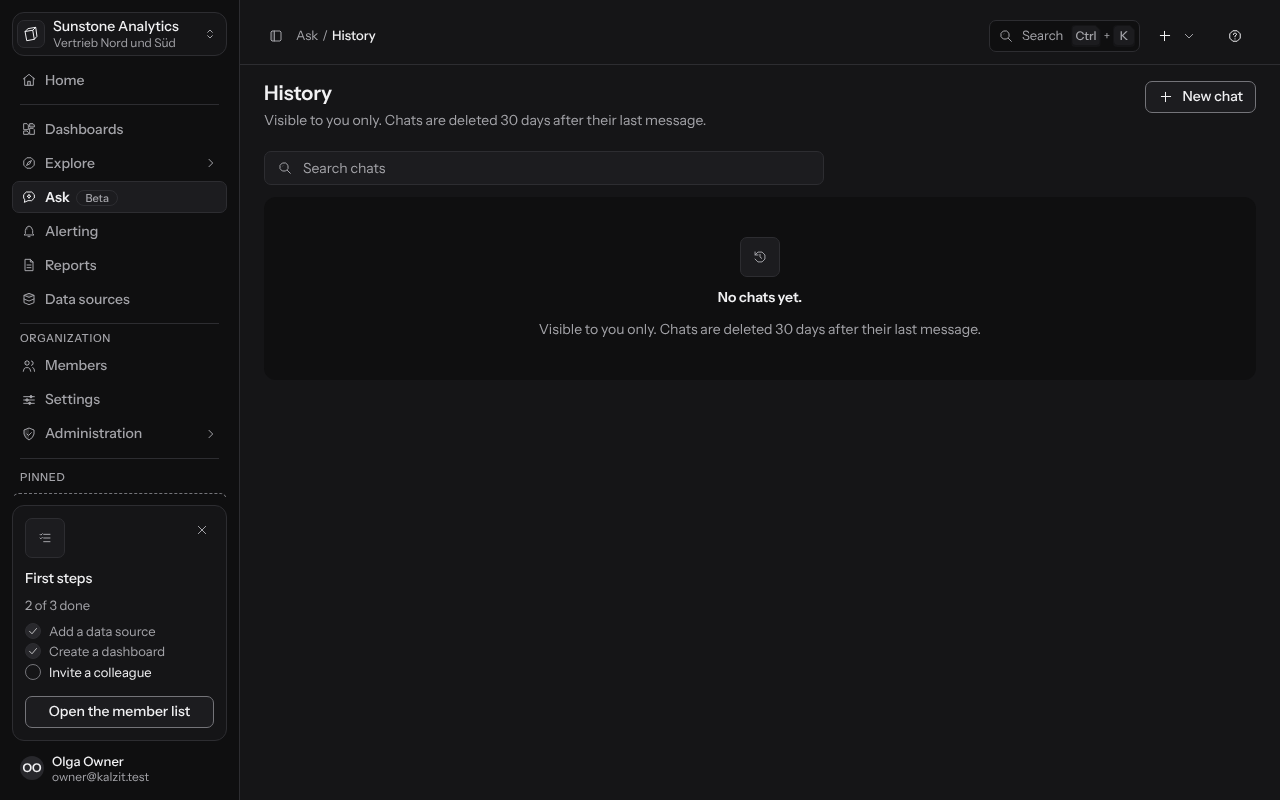 Sunstone Analytics
Vertrieb Nord und Süd
Home
Dashboards
Explore
Ask Beta
Alerting
Reports
Data sources
ORGANIZATION
Members
Settings
Administration
PINNED
First steps
2 of 3 done
Add a data source
Create a dashboard
Invite a colleague
Open the member list
OO Olga Owner
owner@kalzit.test
Ask / History
Search Ctrl + K
History
Visible to you only. Chats are deleted 30 days after their last message.
New chat
Search chats
No chats yet.
Visible to you only. Chats are deleted 30 days after their last message.